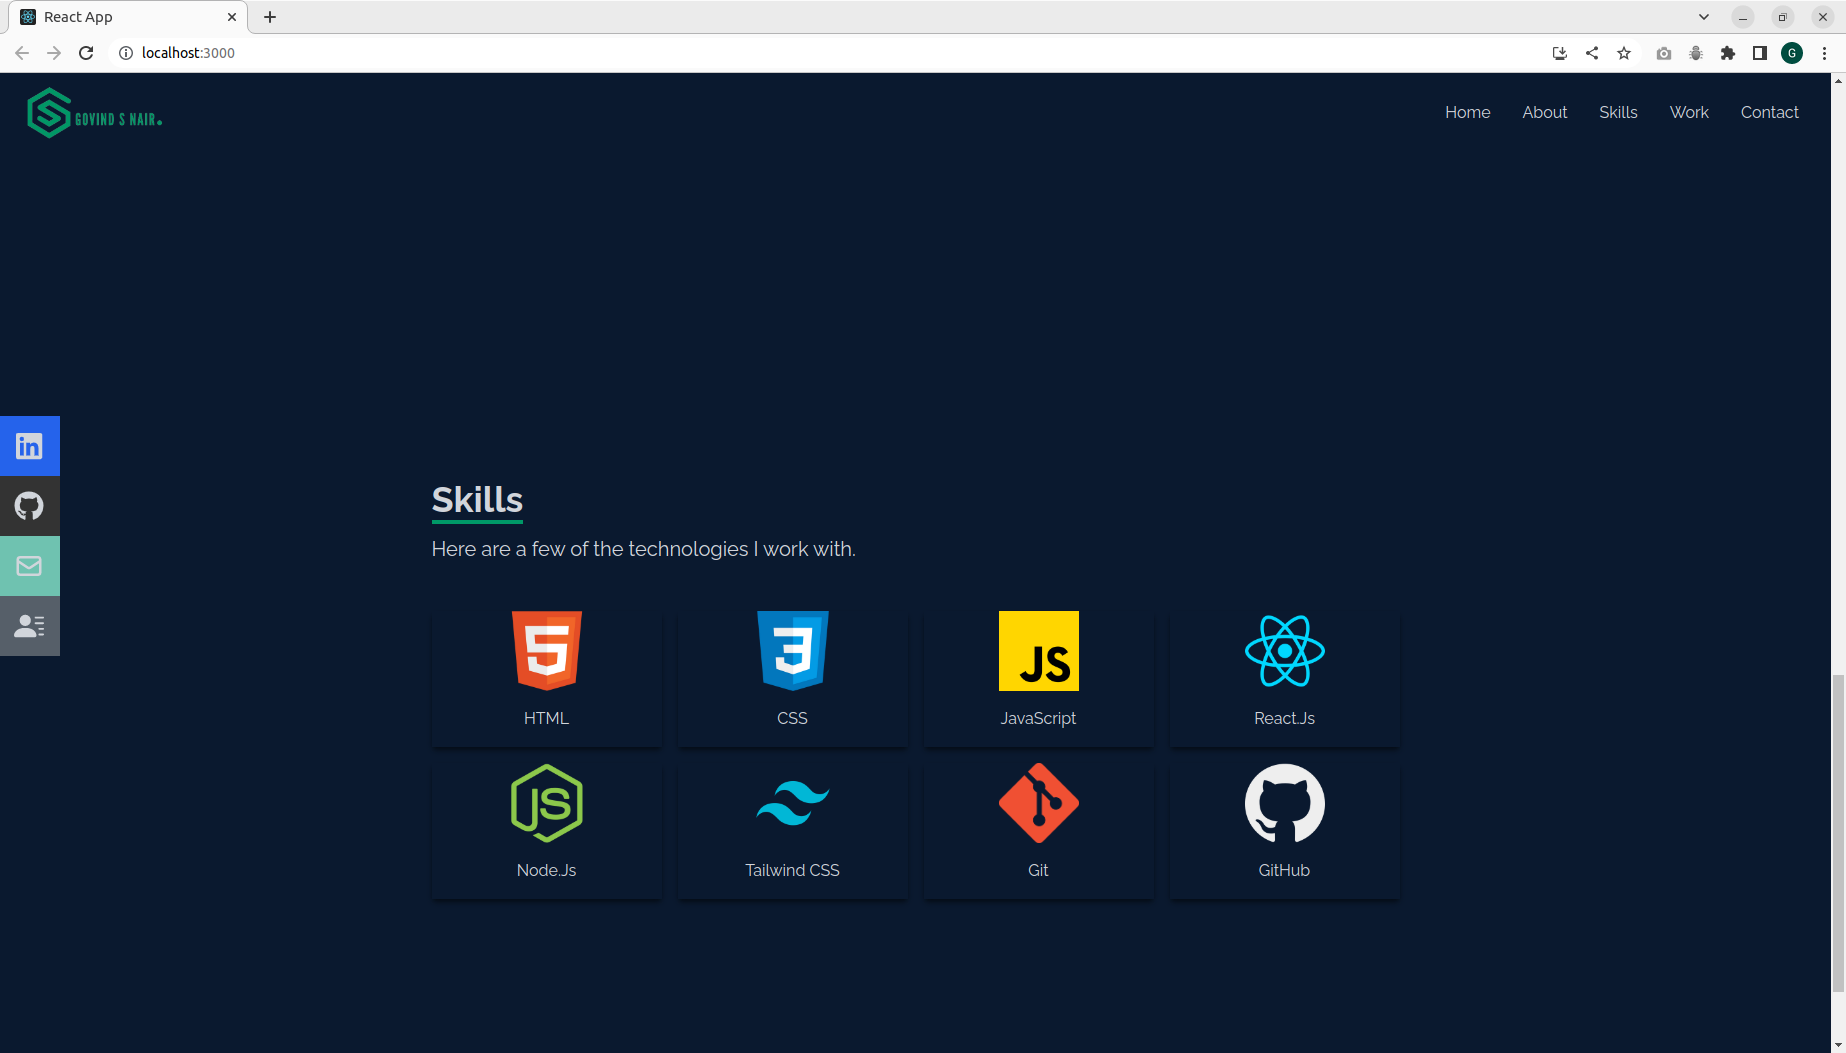 React App
localhost:3000
G
GOVIND S NAIR.
Home About Skills Work Contact
in
Skills
Here are a few of the technologies I work with.
5 3 JS
HTML CSS JavaScript React.Js
JS
Node.Js Tailwind CSS Git GitHub